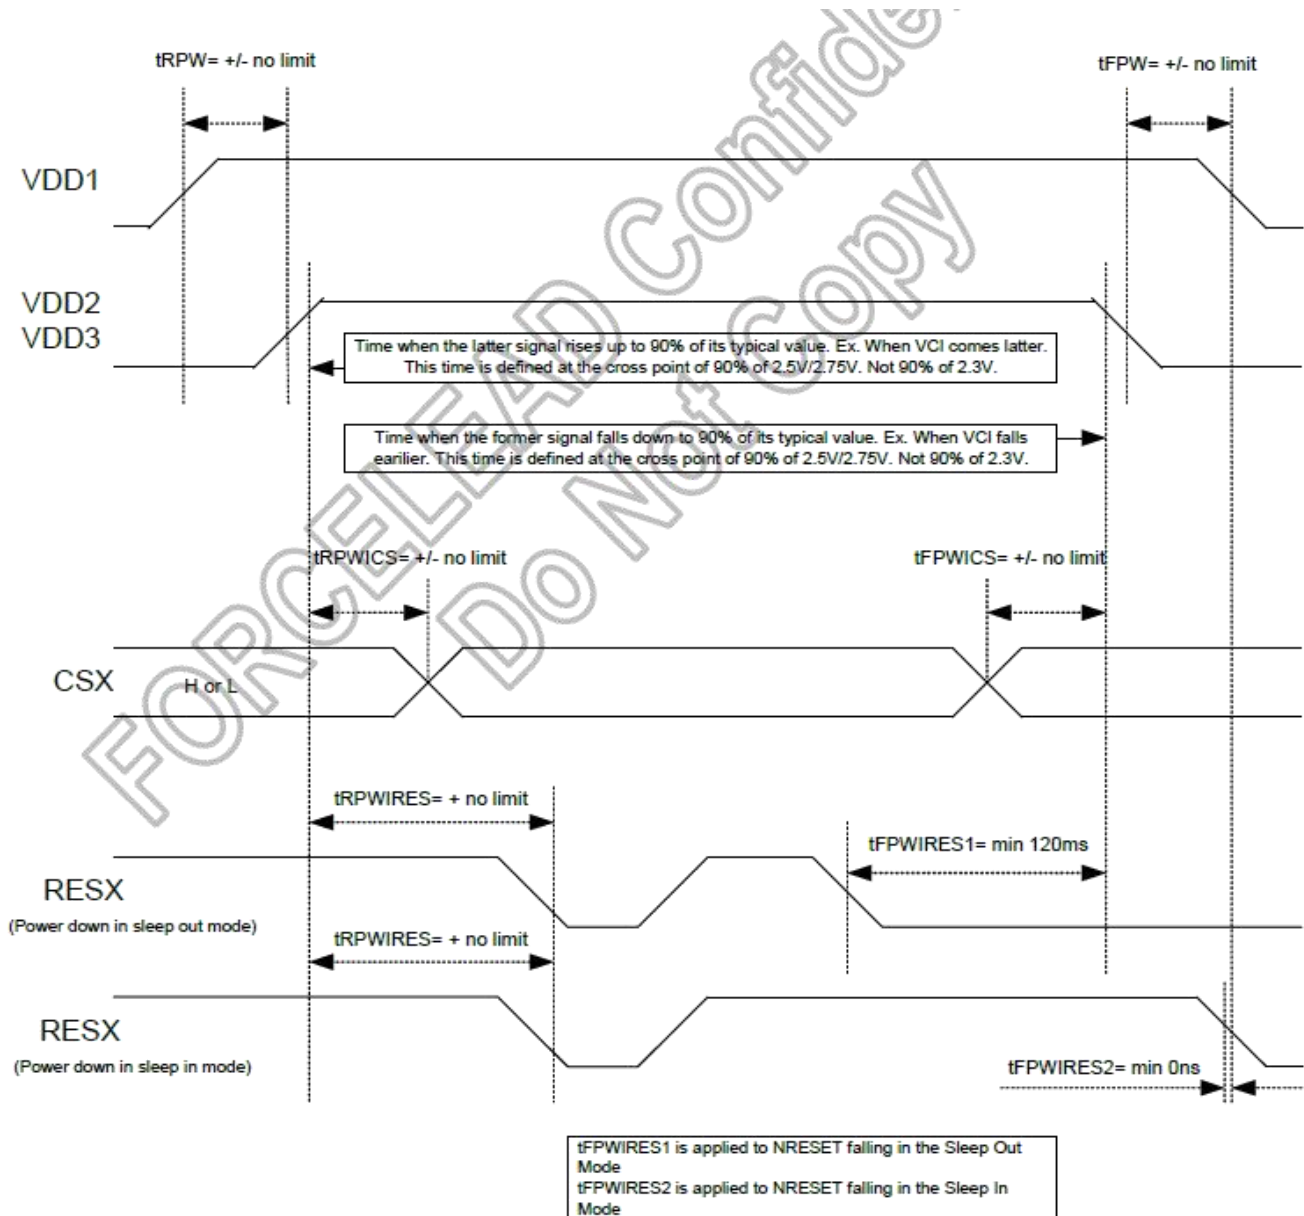 tRPW= +/- no limit
tFPW= +/- no limit
VDD1
VDD2
VDD3
Time when the latter signal rises up to 90% of its typical value. Ex. When VCI comes latter.
This time is defined at the cross point of 90% of 2.5V/2.75V. Not 90% of 2.3V.
Time when the former signal falls down to 90% of its typical value. Ex. When VCI falls
earilier. This time is defined at the cross point of 90% of 2.5V/2.75V. Not 90% of 2.3V.
tRPWICS= +/- no limit
tFPWICS= +/- no limit
CSX
H or L
tRPWIRES= + no limit
tFPWIRES1= min 120ms
RESX
(Power down in sleep out mode)
tRPWIRES= + no limit
RESX
(Power down in sleep in mode)
tFPWIRES2= min 0ns
tFPWIRES1 is applied to NRESET falling in the Sleep Out
Mode
tFPWIRES2 is applied to NRESET falling in the Sleep In
Mode
FORCELEAD
Do Not Copy